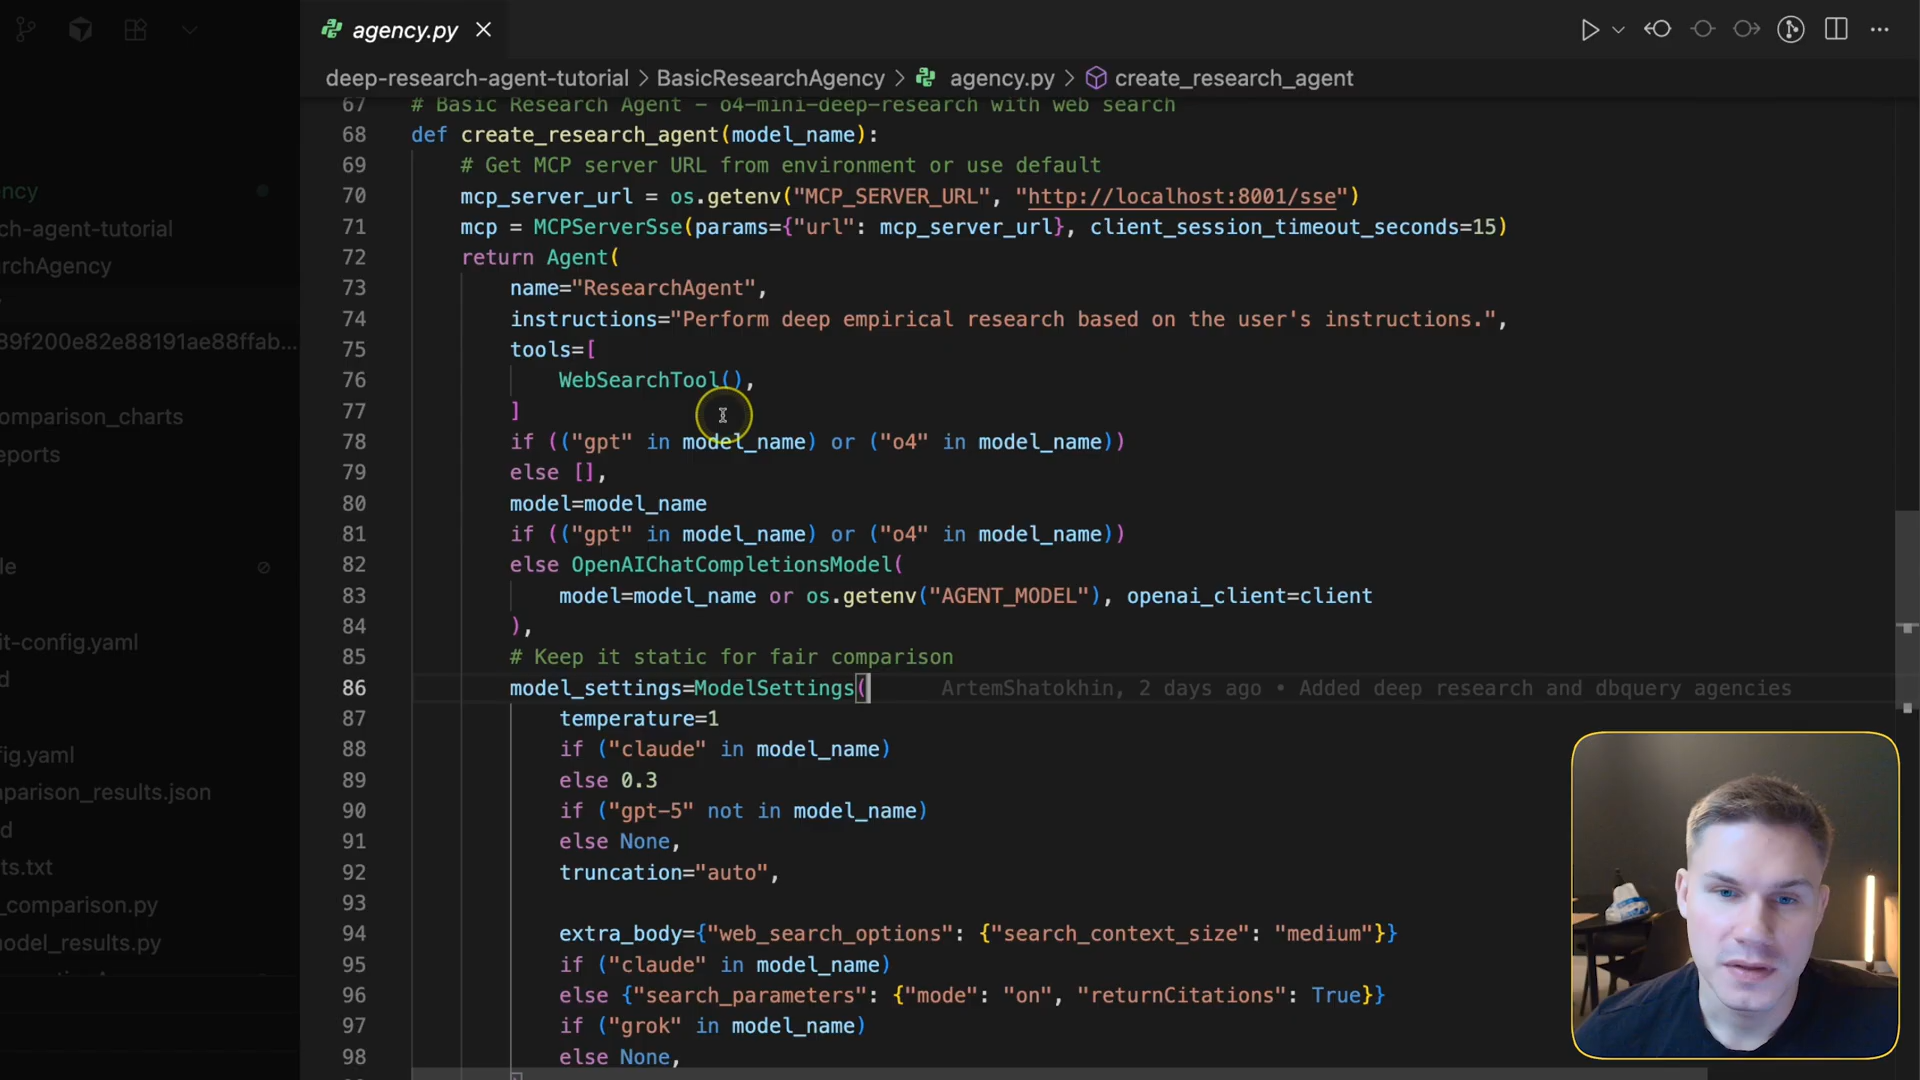 agency.py
deep-research-agent-tutorial > BasicResearchAgency > agency.py > create_research_agent
ncy
ch-agent-tutorial
archAgency
89f200e82e88191ae88ffab...
omparison_charts
eports
le
it-config.yaml
d
fig.yaml
nparison_results.json
d
ts.txt
_comparison.py
nodel_results.py
67 # Basic Research Agent - o4-mini-deep-research with web search
68 def create_research_agent(model_name):
69 # Get MCP server URL from environment or use default
70 mcp_server_url = os.getenv("MCP_SERVER_URL", "http://localhost:8001/sse")
71 mcp = MCPServerSse(params={"url": mcp_server_url}, client_session_timeout_seconds=15)
72 return Agent(
73 name="ResearchAgent",
74 instructions="Perform deep empirical research based on the user's instructions.",
75 tools=[
76 WebSearchTool(),
77 ]
78 if (("gpt" in model_name) or ("o4" in model_name))
79 else [],
80 model=model_name
81 if (("gpt" in model_name) or ("o4" in model_name))
82 else OpenAIChatCompletionsModel(
83 model=model_name or os.getenv("AGENT_MODEL"), openai_client=client
84 ),
85 # Keep it static for fair comparison
86 model_settings=ModelSettings( ArtemShatokhin, 2 days ago • Added deep research and dbquery agencies
87 temperature=1
88 if ("claude" in model_name)
89 else 0.3
90 if ("gpt-5" not in model_name)
91 else None,
92 truncation="auto",
93
94 extra_body={"web_search_options": {"search_context_size": "medium"}}
95 if ("claude" in model_name)
96 else {"search_parameters": {"mode": "on", "returnCitations": True}}
97 if ("grok" in model_name)
98 else None,